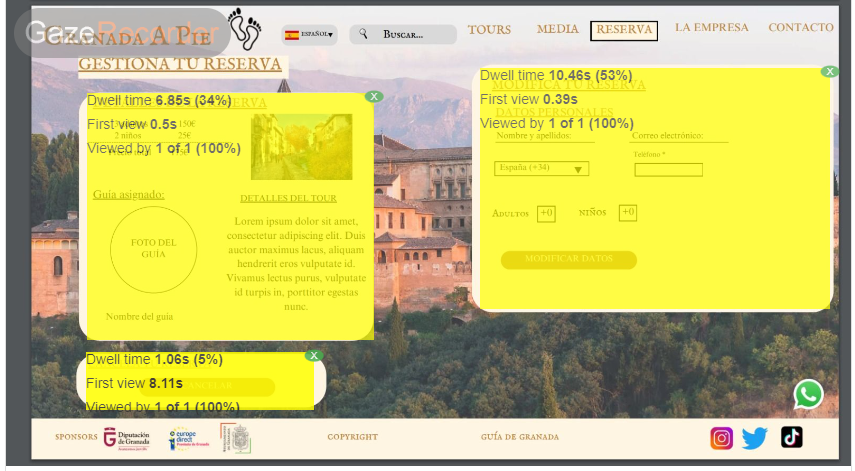 GazeRecorder
GRANADA A PIE
ESPAÑOL
BUSCAR...
TOURS
MEDIA
RESERVA
LA EMPRESA
CONTACTO
GESTIONA TU RESERVA
Dwell time 6.85s (34%)
X
First view 0.5s
150€
2 niños
25€
Viewed by 1 of 1 (100%)
Guía asignado:
FOTO DEL
GUÍA
Nombre del guía
DETALLES DEL TOUR
Lorem ipsum dolor sit amet,
consectetur adipiscing elit. Duis
auctor maximus lacus, aliquam
hendrerit eros vulputate id.
Vivamus lectus purus, vulputate
id turpis in, porttitor egestas
nunc.
Dwell time 10.46s (53%)
X
MODIFICA TU RESERVA
First view 0.39s
DATOS PERSONALES
Viewed by 1 of 1 (100%)
Nombre y apellidos:
Correo electrónico:
Teléfono *
España (+34)
ADULTOS +0
NIÑOS +0
MODIFICAR DATOS
Dwell time 1.06s (5%)
X
First view 8.11s
CANCELAR
Viewed by 1 of 1 (100%)
SPONSORS
Diputación
de Granada
europe
direct
COPYRIGHT
GUÍA DE GRANADA